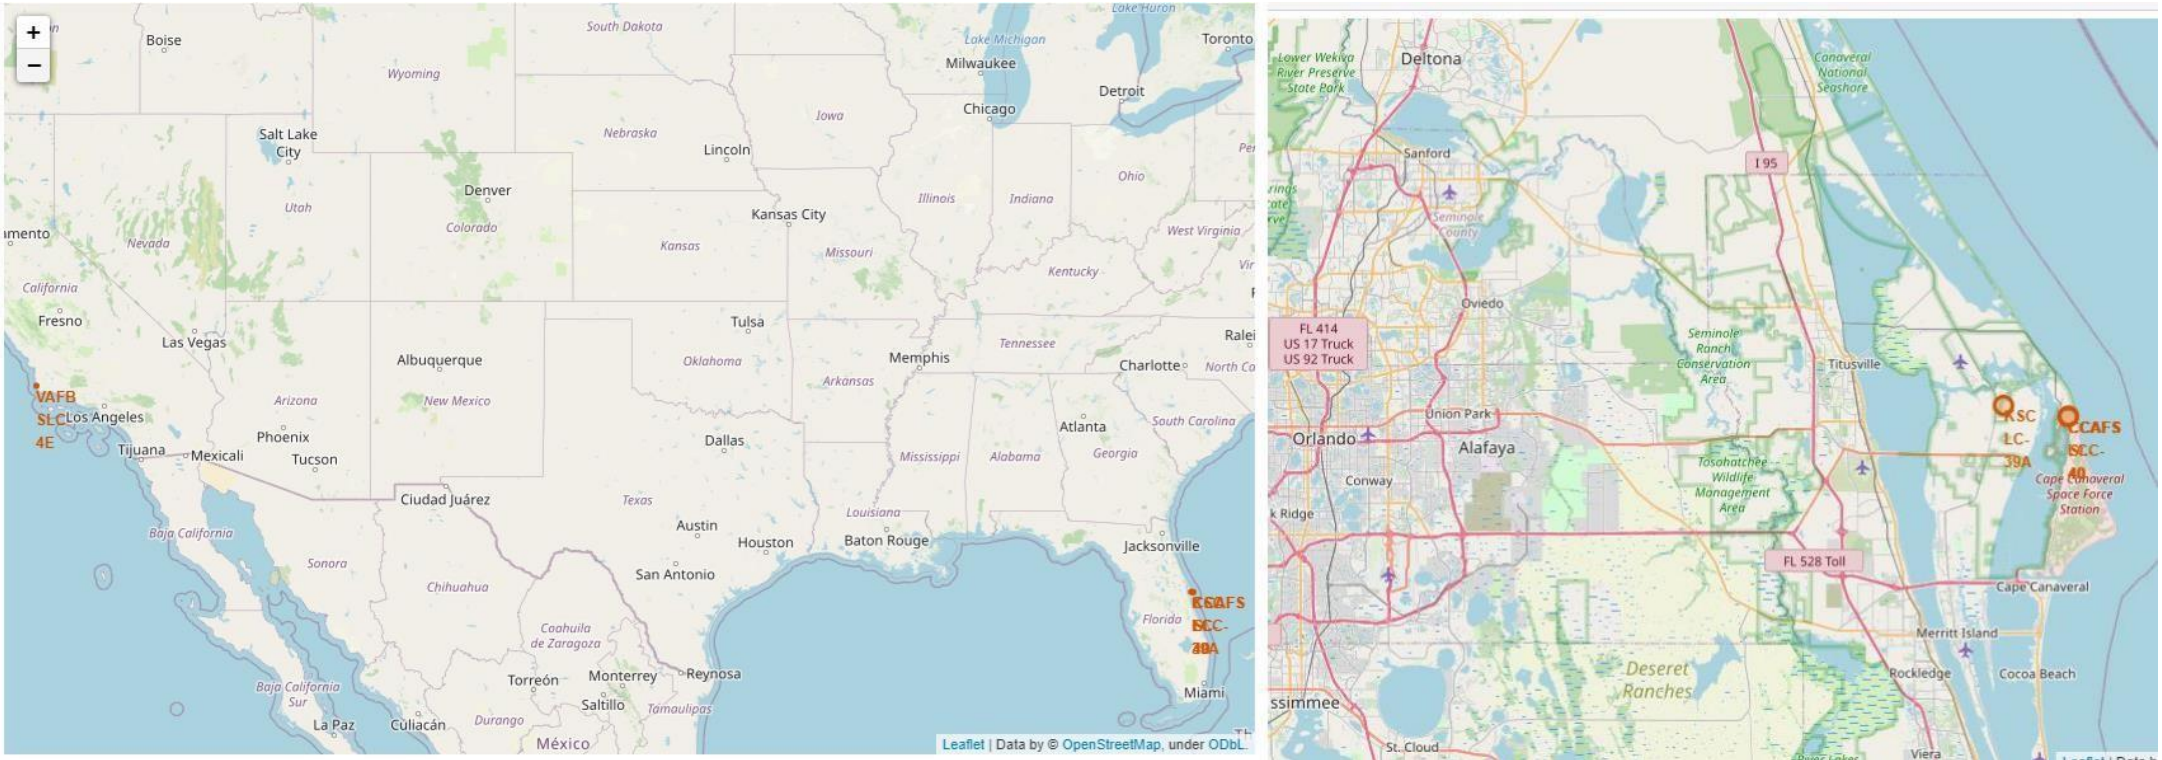 +
−
Boise
South Dakota
Lake Huron
Toronto
Lake Michigan
Milwaukee
Wyoming
Detroit
Chicago
Iowa
Salt Lake
City
Nebraska
Lincoln
Ohio
Denver
Illinois
Indiana
Utah
Kansas City
Colorado
West Virginia
Nevada
Kansas
Missouri
Kentucky
California
Fresno
Tulsa
Las Vegas
Tennessee
Memphis
Albuquerque
Oklahoma
Charlotte
Arkansas
VAFB
SLC-
4E
Los Angeles
Arizona
New Mexico
South Carolina
Phoenix
Atlanta
Dallas
Tijuana
Mexicali
Tucson
Mississippi
Alabama
Georgia
Ciudad Juárez
Texas
Louisiana
Austin
Baja California
Houston
Baton Rouge
Jacksonville
Sonora
San Antonio
Chihuahua
Florida
Coahuila
de Zaragoza
Torreón
Monterrey
Reynosa
Baja California
Sur
Saltillo
Miami
Tamaulipas
La Paz
Culiacán
Durango
México
Leaflet | Data by © OpenStreetMap, under ODbL.
Lower Wekiva
River Preserve
State Park
Deltona
Canaveral
National
Seashore
Sanford
I 95
Seminole
County
Oviedo
FL 414
US 17 Truck
US 92 Truck
Seminole
Ranch
Conservation
Area
Titusville
Union Park
KSC
LC-
39A
CCAFS
Orlando
Alafaya
Tosohatchee
Wildlife
Management
Area
Conway
Cape Canaveral
Space Force
Station
k Ridge
FL 528 Toll
Cape Canaveral
Merritt Island
Deseret
Ranches
Rockledge
Cocoa Beach
ssimmee
St. Cloud
Viera